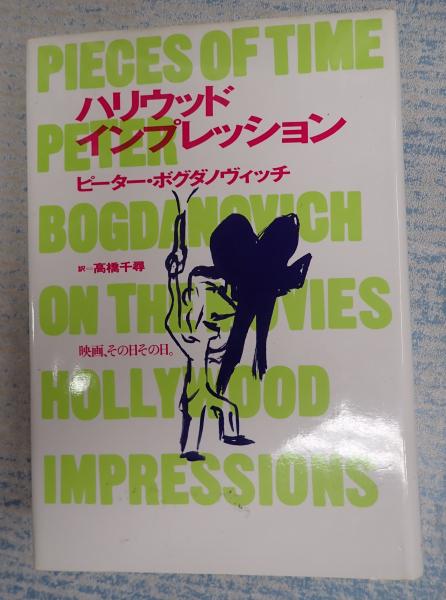 PIECES OF TIME
ハリウッド
インプレッション
PETER
ピーター・ボグダノヴィッチ
BOGDANOVICH
訳―高橋千尋
ON THE MOVIES
映画、その日その日。
HOLLYWOOD
IMPRESSIONS